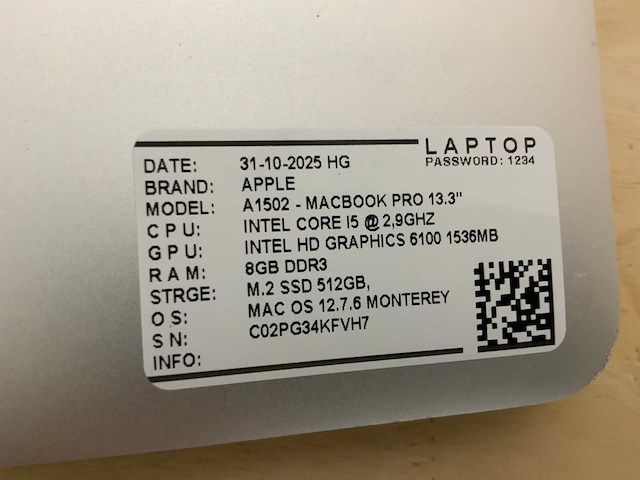 LAPTOP
PASSWORD: 1234
DATE: 31-10-2025 HG
BRAND: APPLE
MODEL: A1502 - MACBOOK PRO 13.3"
CPU: INTEL CORE I5 @ 2,9GHZ
GPU: INTEL HD GRAPHICS 6100 1536MB
RAM: 8GB DDR3
STRGE: M.2 SSD 512GB,
OS: MAC OS 12.7.6 MONTEREY
SN: C02PG34KFVH7
INFO: